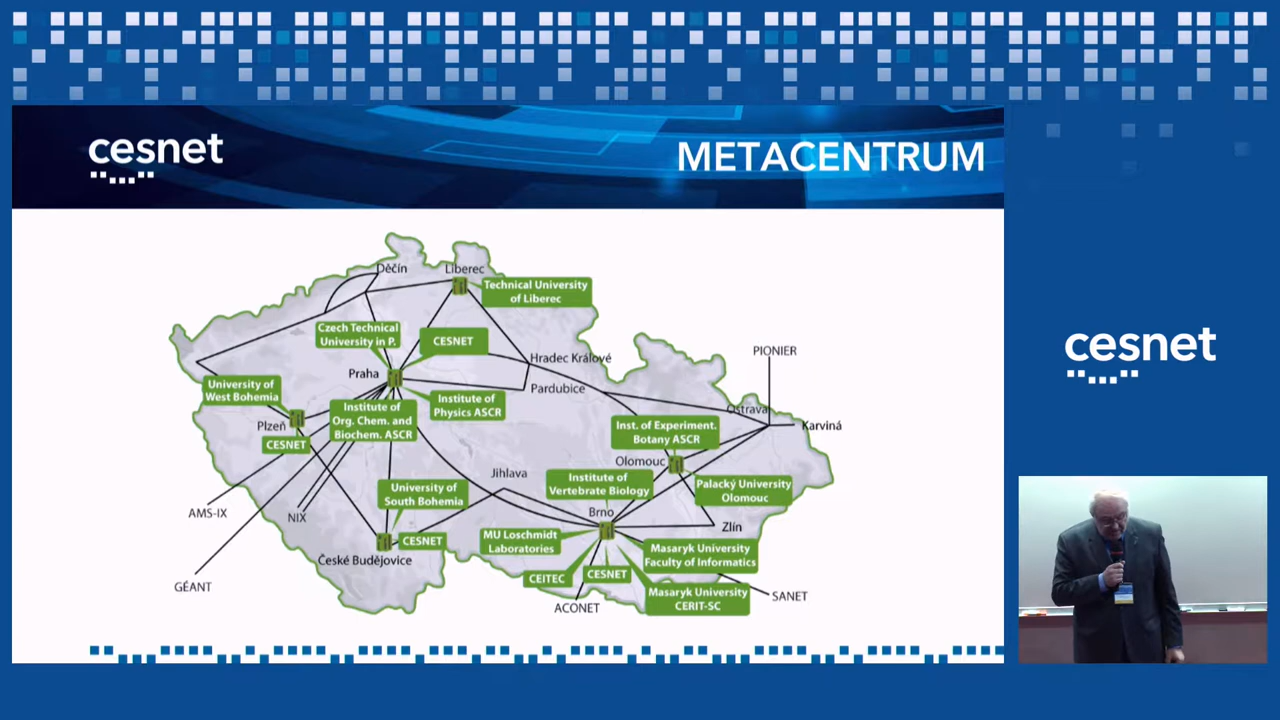 cesnet
METACENTRUM
Děčín
Liberec
Technical University
of Liberec
Czech Technical
University in P.
CESNET
PIONIER
Hradec Králové
Praha
University of
West Bohemia
Pardubice
Institute of
Physics ASCR
Institute of
Org. Chem. and
Biochem. ASCR
Ostrava
Plzeň
Karviná
CESNET
Inst. of Experiment.
Botany ASCR
Olomouc
Jihlava
Institute of
Vertebrate Biology
Palacký University
Olomouc
University of
South Bohemia
AMS-IX
NIX
Brno
Zlín
CESNET
MU Loschmidt
Laboratories
České Budějovice
Masaryk University
Faculty of Informatics
GÉANT
CEITEC
CESNET
Masaryk University
CERIT-SC
SANET
ACONET
cesnet